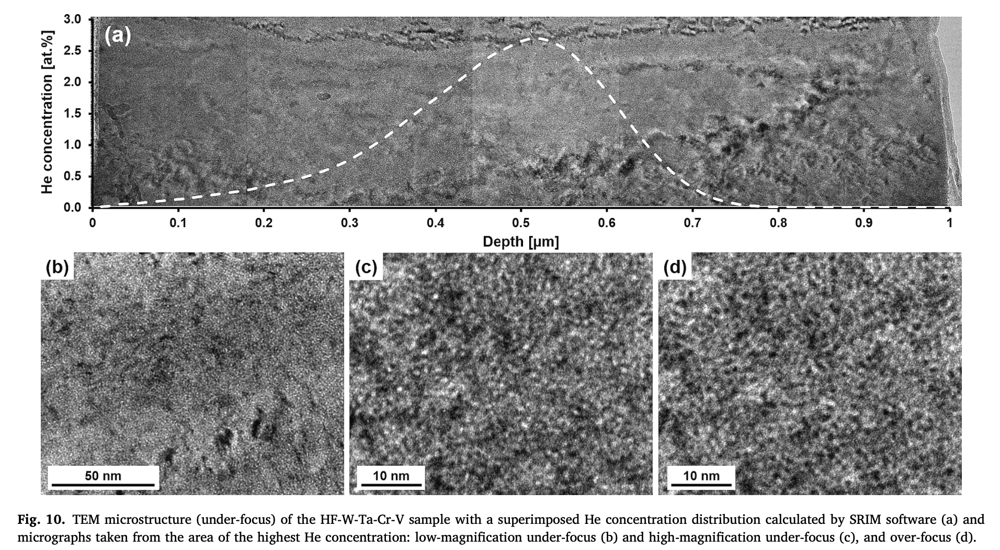 3.0
(a)
2.5
2.0
1.5
1.0
0.5
0.0
He concentration [at.%]
0 0.1 0.2 0.3 0.4 0.5 0.6 0.7 0.8 0.9 1
Depth [µm]
(b) (c) (d)
50 nm 10 nm 10 nm
Fig. 10. TEM microstructure (under-focus) of the HF-W-Ta-Cr-V sample with a superimposed He concentration distribution calculated by SRIM software (a) and
micrographs taken from the area of the highest He concentration: low-magnification under-focus (b) and high-magnification under-focus (c), and over-focus (d).